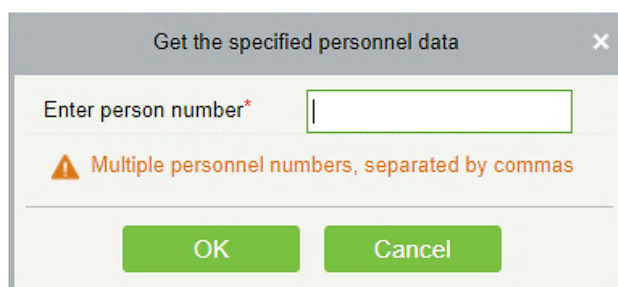 Get the specified personnel data
Enter person number*
Multiple personnel numbers, separated by commas
OK
Cancel